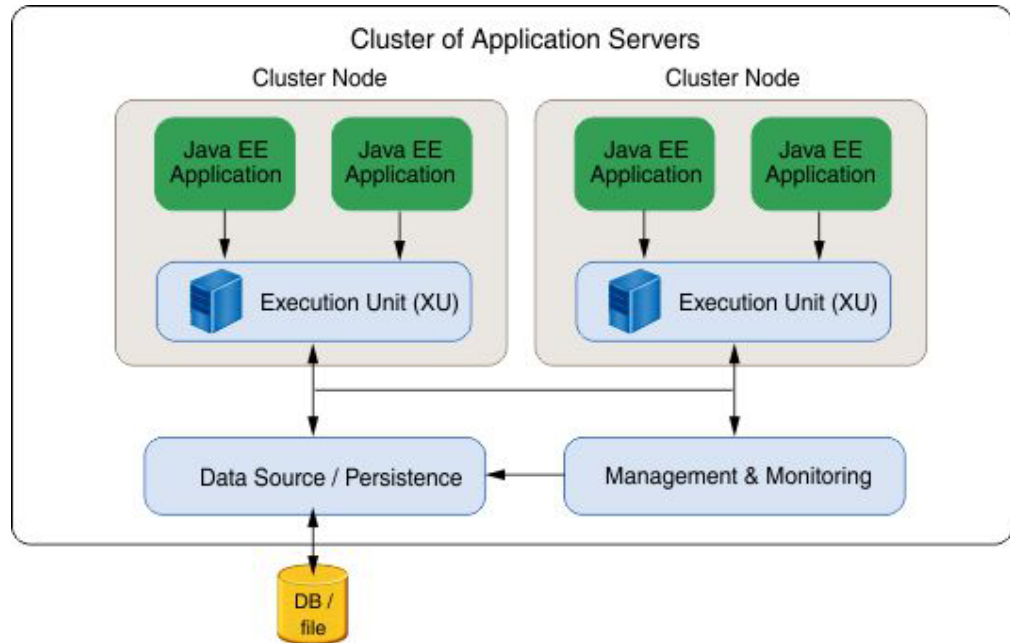 Cluster of Application Servers
Cluster Node
Cluster Node
Java EE
Application
Java EE
Application
Java EE
Application
Java EE
Application
Execution Unit (XU)
Execution Unit (XU)
Data Source / Persistence
Management & Monitoring
DB /
file